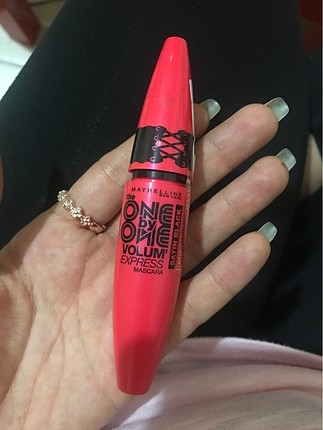 MAYBELLINE
NEW YORK
the
ONE
by
ONE
VOLUM'
EXPRESS
MASCARA
SATIN BLACK